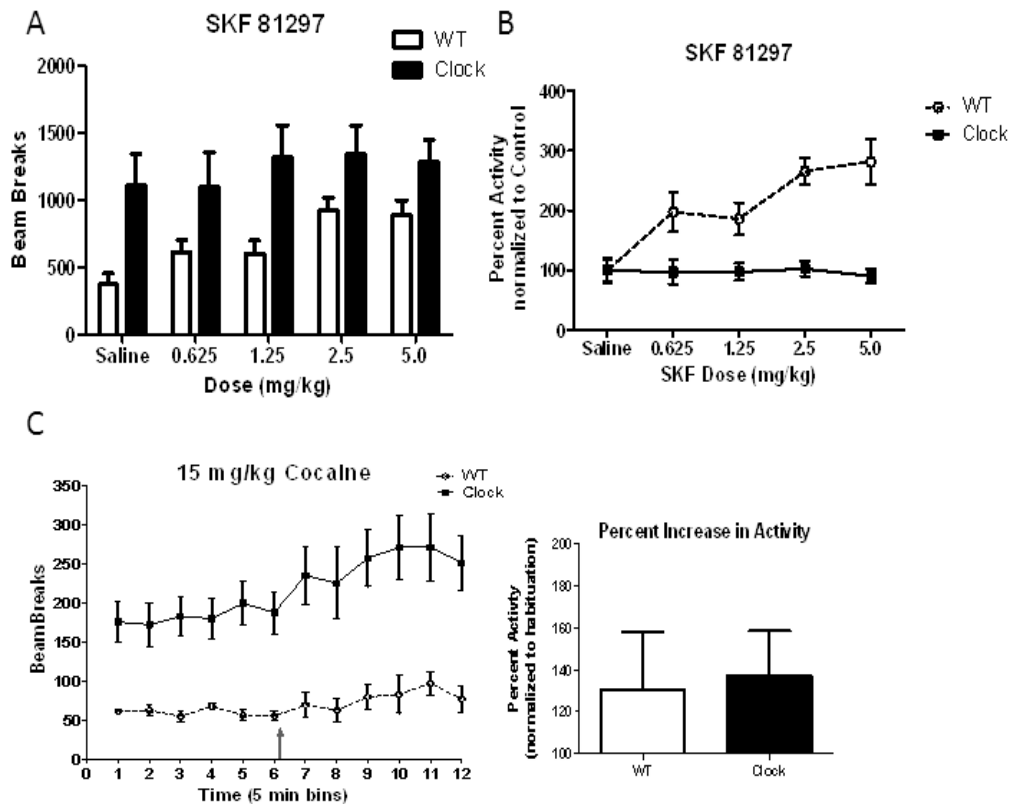 A
SKF 81297
WT
Clock
2000
1500
1000
500
0
Beam Breaks
Saline 0.625 1.25 2.5 5.0
Dose (mg/kg)
B
SKF 81297
WT
Clock
400
300
200
100
0
Percent Activity
normalized to Control
Saline 0.625 1.25 2.5 5.0
SKF Dose (mg/kg)
C
15 mg/kg Cocaine
WT
Clock
350
300
250
200
150
100
50
0
BeamBreaks
0 1 2 3 4 5 6 7 8 9 10 11 12
Time (5 min bins)
Percent Increase in Activity
200
180
160
140
120
100
Percent Activity
(normalized to habituation)
WT Clock